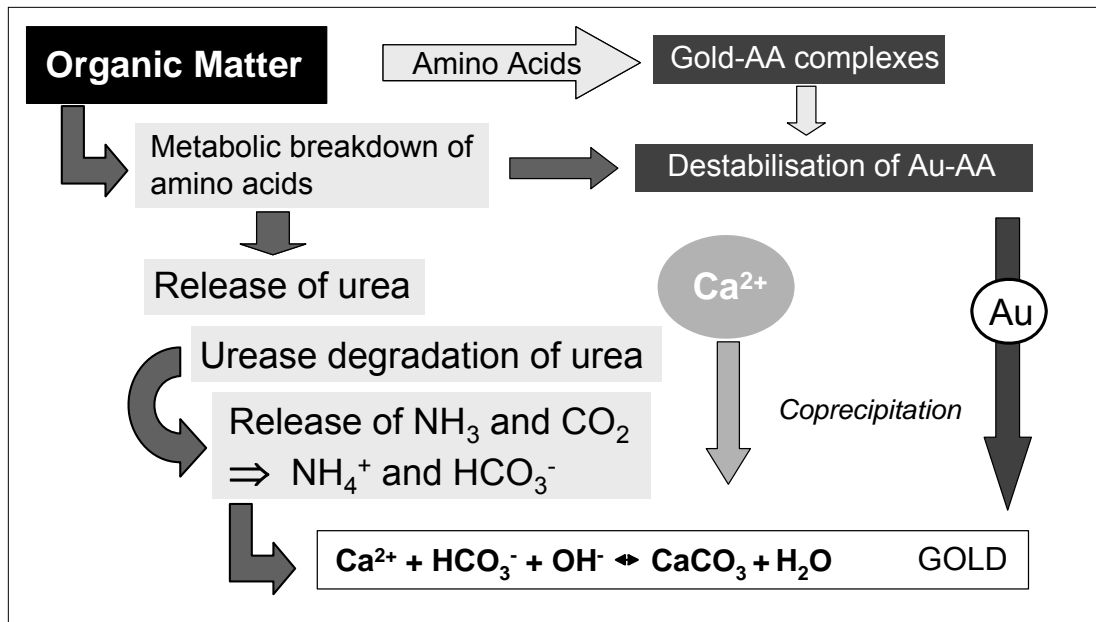 Organic Matter
Amino Acids
Gold-AA complexes
Metabolic breakdown of
amino acids
Destabilisation of Au-AA
Release of urea
Ca²⁺
Au
Urease degradation of urea
Coprecipitation
Release of NH₃ and CO₂
⇒ NH₄⁺ and HCO₃⁻
Ca²⁺ + HCO₃⁻ + OH⁻ ↔ CaCO₃ + H₂O GOLD